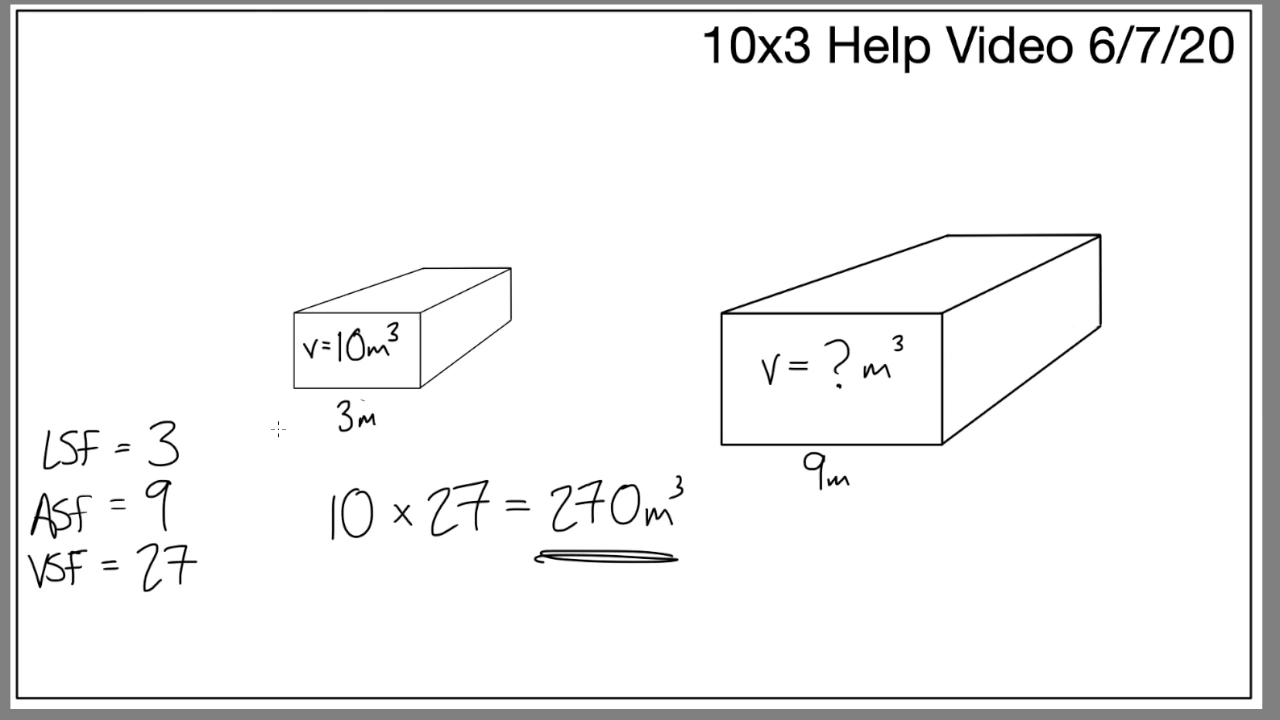 10x3 Help Video 6/7/20
v=10m³
3m
V = ? m³
9m
LSF = 3
ASF = 9
VSF = 27
10 × 27 = 270m³